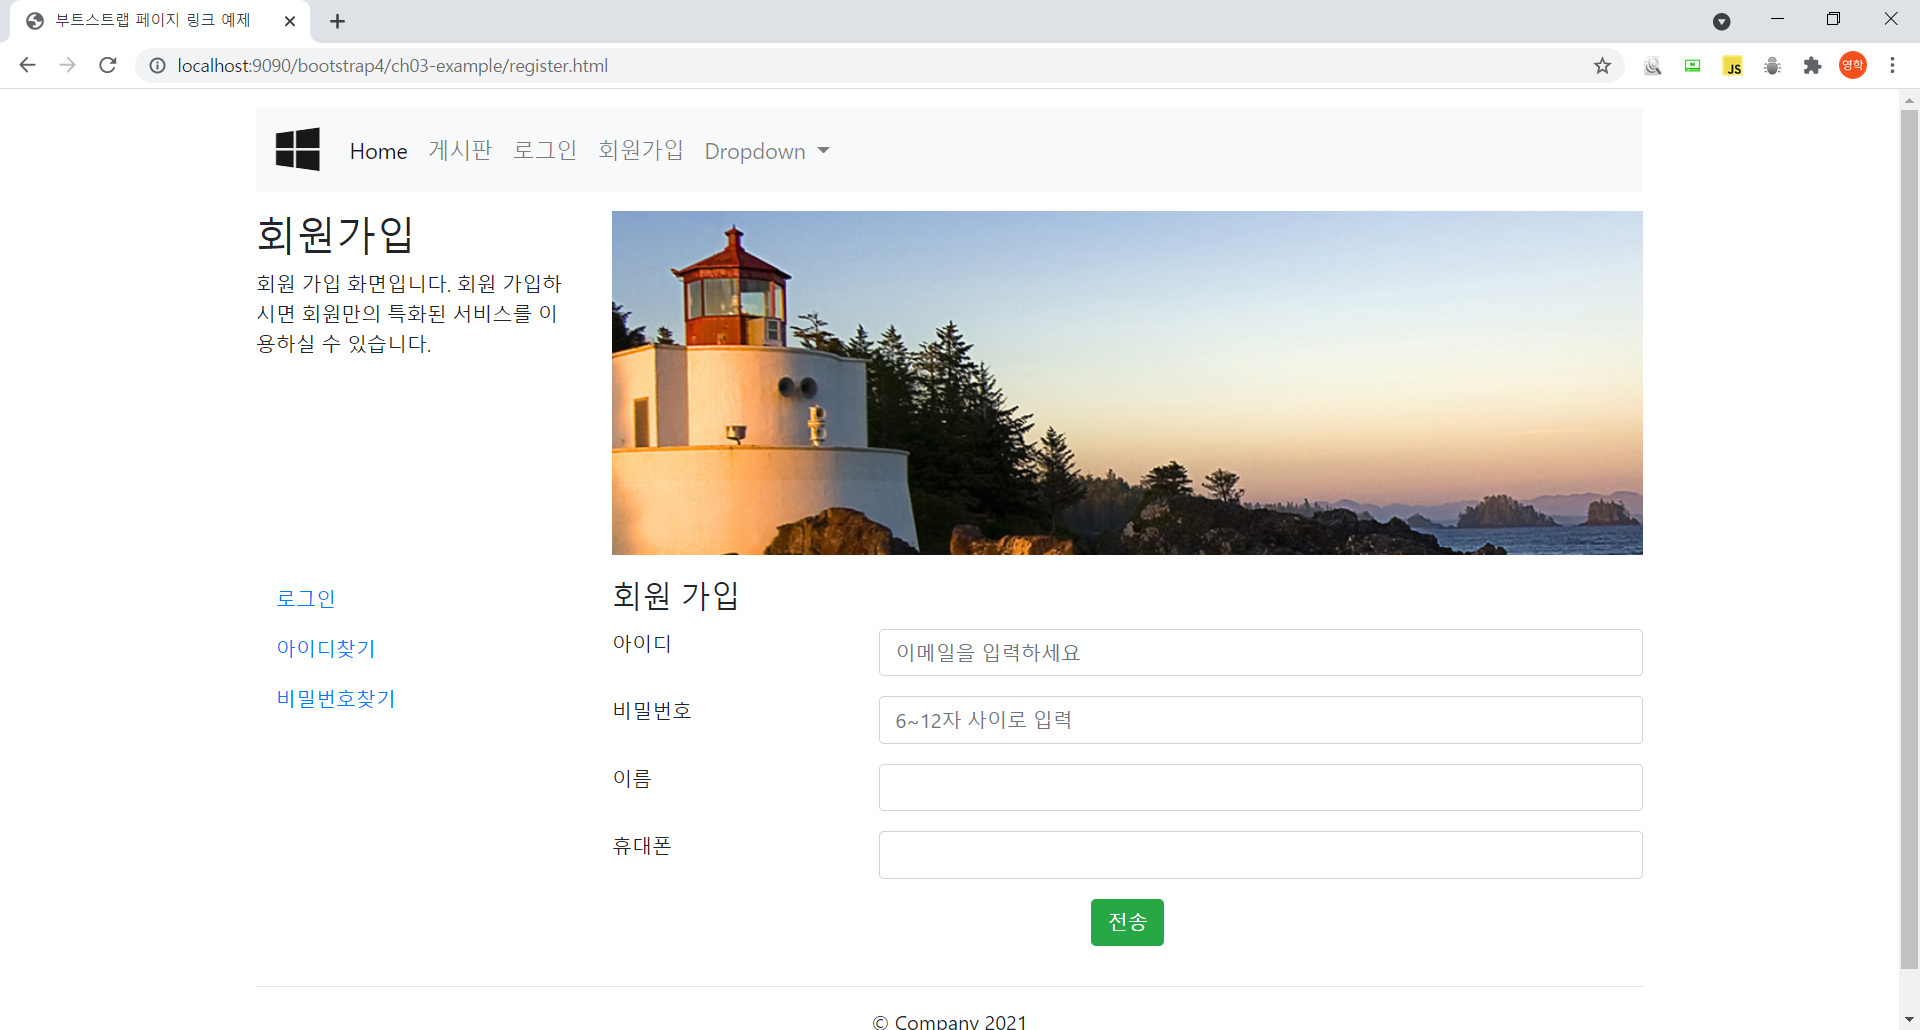 부트스트랩 페이지 링크 예제
localhost:9090/bootstrap4/ch03-example/register.html
JS
영학
Home 게시판 로그인 회원가입 Dropdown
회원가입
회원 가입 화면입니다. 회원 가입하
시면 회원만의 특화된 서비스를 이
용하실 수 있습니다.
로그인
아이디찾기
비밀번호찾기
회원 가입
아이디 이메일을 입력하세요
비밀번호 6~12자 사이로 입력
이름
휴대폰
전송
© Company 2021